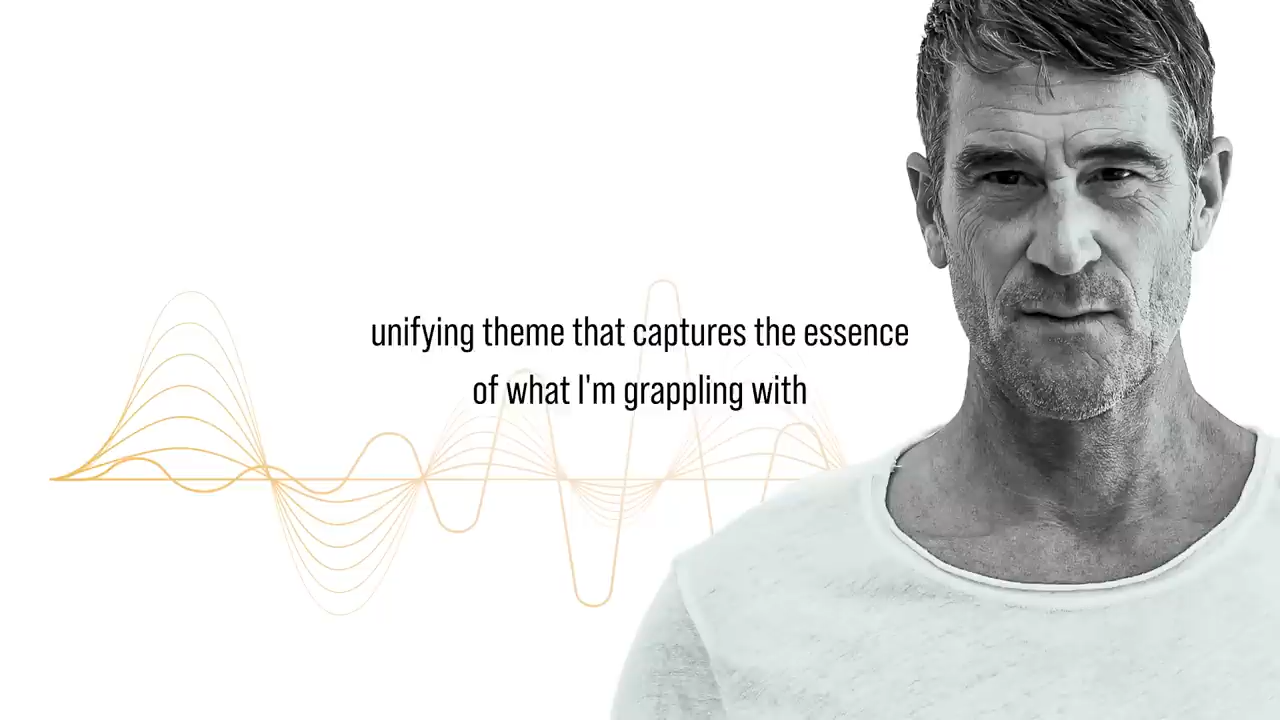 unifying theme that captures the essence
of what I'm grappling with